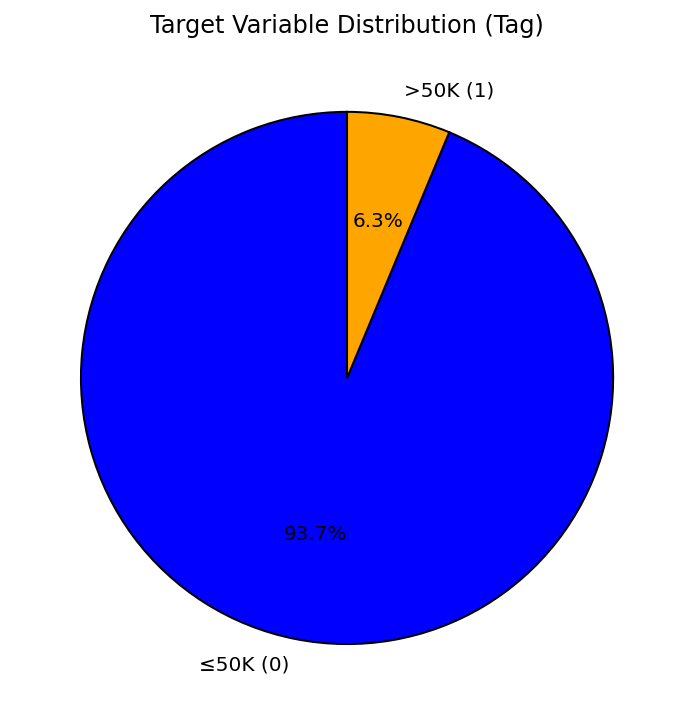 Target Variable Distribution (Tag)
>50K (1)
6.3%
93.7%
≤50K (0)